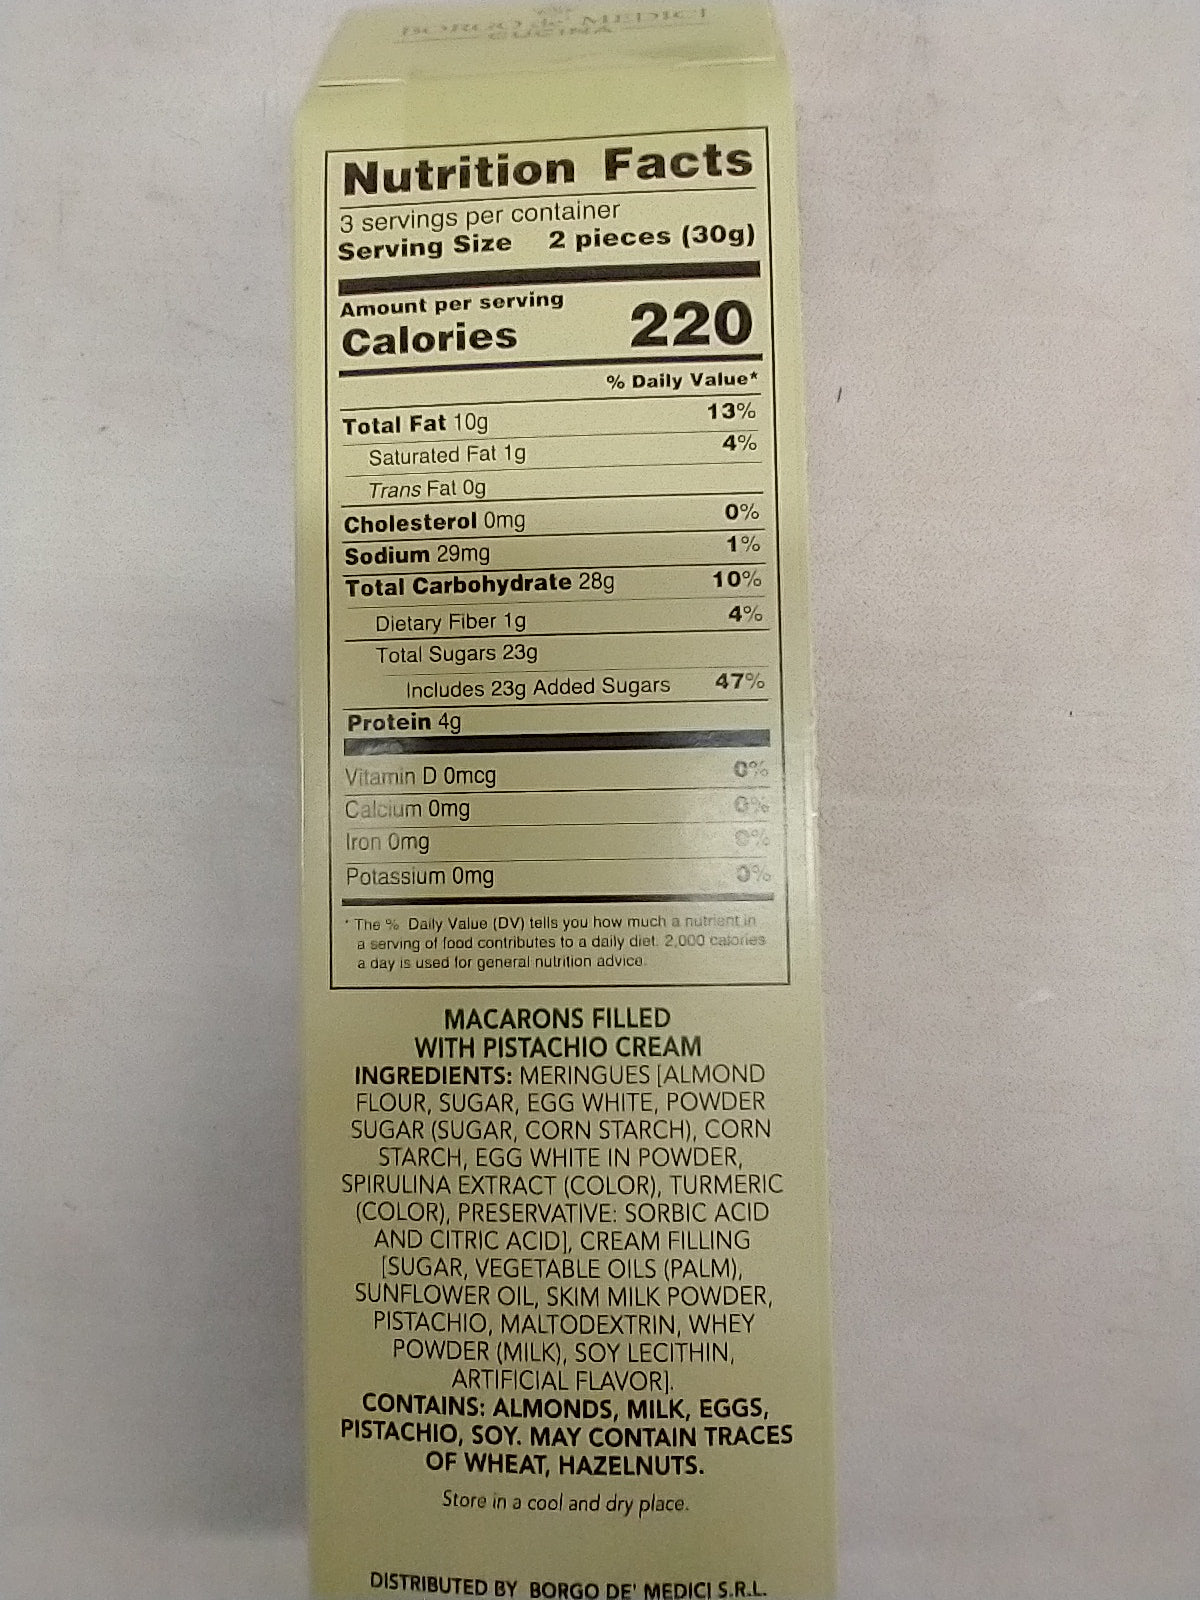 BORGO de' MEDICI
CUCINA
Nutrition Facts
3 servings per container
Serving Size 2 pieces (30g)
Amount per serving
Calories 220
% Daily Value*
Total Fat 10g 13%
Saturated Fat 1g 4%
Trans Fat 0g
Cholesterol 0mg 0%
Sodium 29mg 1%
Total Carbohydrate 28g 10%
Dietary Fiber 1g 4%
Total Sugars 23g
Includes 23g Added Sugars 47%
Protein 4g
Vitamin D 0mcg 0%
Calcium 0mg 0%
Iron 0mg 0%
Potassium 0mg 0%
* The % Daily Value (DV) tells you how much a nutrient in
a serving of food contributes to a daily diet. 2,000 calories
a day is used for general nutrition advice.
MACARONS FILLED
WITH PISTACHIO CREAM
INGREDIENTS: MERINGUES [ALMOND
FLOUR, SUGAR, EGG WHITE, POWDER
SUGAR (SUGAR, CORN STARCH), CORN
STARCH, EGG WHITE IN POWDER,
SPIRULINA EXTRACT (COLOR), TURMERIC
(COLOR), PRESERVATIVE: SORBIC ACID
AND CITRIC ACID], CREAM FILLING
[SUGAR, VEGETABLE OILS (PALM),
SUNFLOWER OIL, SKIM MILK POWDER,
PISTACHIO, MALTODEXTRIN, WHEY
POWDER (MILK), SOY LECITHIN,
ARTIFICIAL FLAVOR].
CONTAINS: ALMONDS, MILK, EGGS,
PISTACHIO, SOY. MAY CONTAIN TRACES
OF WHEAT, HAZELNUTS.
Store in a cool and dry place.
DISTRIBUTED BY BORGO DE' MEDICI S.R.L.